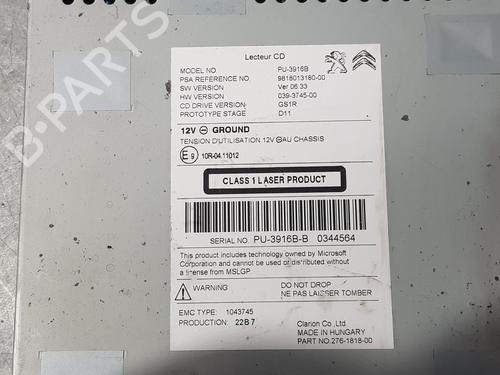 Lecteur CD
MODEL NO. PU-3916B
PSA REFERENCE NO 9818013180-00
SW VERSION Ver 06.33
HW VERSION 039-3745-00
CD DRIVE VERSION: GS1R
PROTOTYPE STAGE D11
12V ⊖ GROUND
TENSION D'UTILISATION 12V ⊖AU CHASSIS
E9 10R-04.11012
CLASS 1 LASER PRODUCT
SERIAL NO. PU-3916B-B 0344564
This product includes technology owned by Microsoft
Corporation and cannot be used or distributed without
a license from MSLGP
WARNING DO NOT DROP
NE PAS LAISSER TOMBER
EMC TYPE: 1043745
PRODUCTION: 22B 7 Clarion Co.,Ltd.
MADE IN HUNGARY
PART NO.276-1818-00